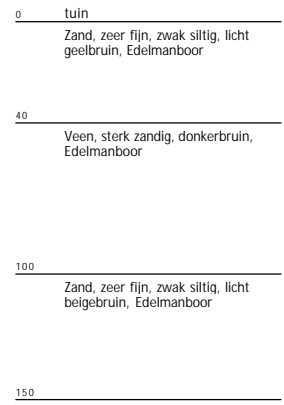 0 tuin
Zand, zeer fijn, zwak siltig, licht
geelbruin, Edelmanboor
40
Veen, sterk zandig, donkerbruin,
Edelmanboor
100
Zand, zeer fijn, zwak siltig, licht
beigebruin, Edelmanboor
150